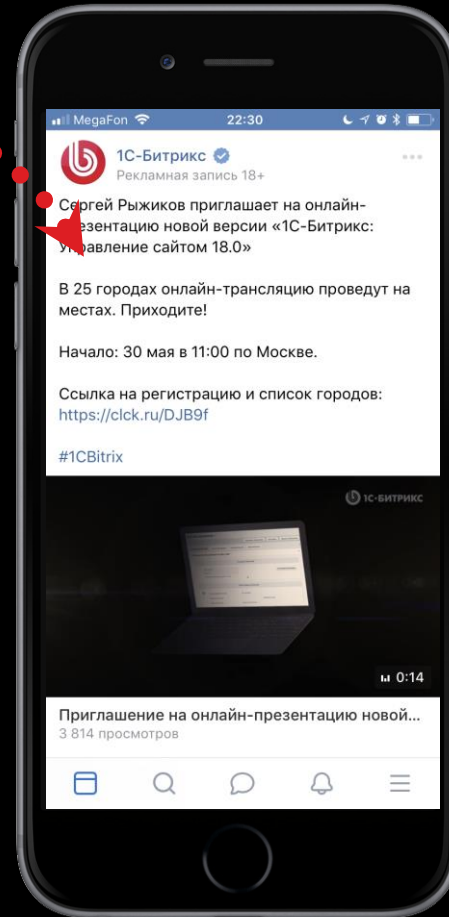 MegaFon 22:30
1С-Битрикс
Рекламная запись 18+
Сергей Рыжиков приглашает на онлайн-
презентацию новой версии «1С-Битрикс:
Управление сайтом 18.0»
В 25 городах онлайн-трансляцию проведут на
местах. Приходите!
Начало: 30 мая в 11:00 по Москве.
Ссылка на регистрацию и список городов:
https://clck.ru/DJB9f
#1CBitrix
1С-БИТРИКС
0:14
Приглашение на онлайн-презентацию новой...
3 814 просмотров